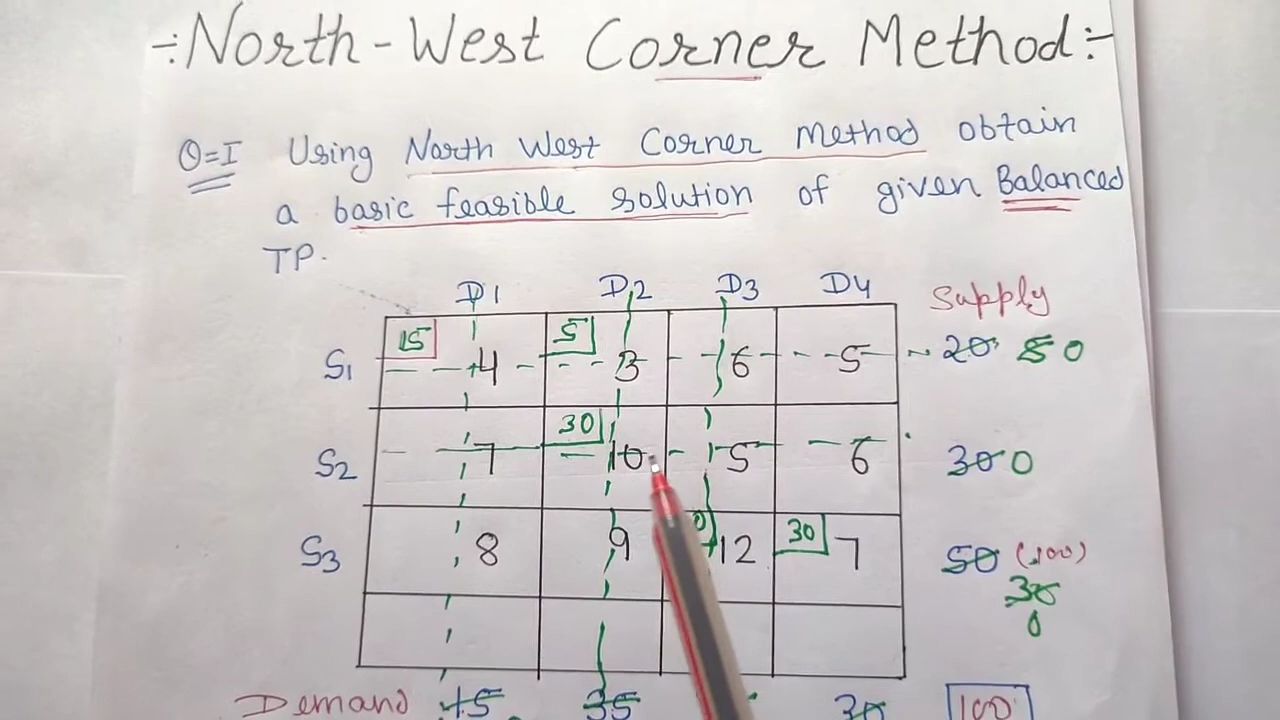 ÷North-West Corner Method:-
Q=I Using North West Corner Method obtain
a basic feasible solution of given Balanced
TP.
D1 D2 D3 D4 Supply
15 5
S1 4 3 6 5 20 5 0
30
S2 7 10 5 6 30 0
30
S3 8 9 12 7 50 (100)
30
0
Demand 15 35 30 100